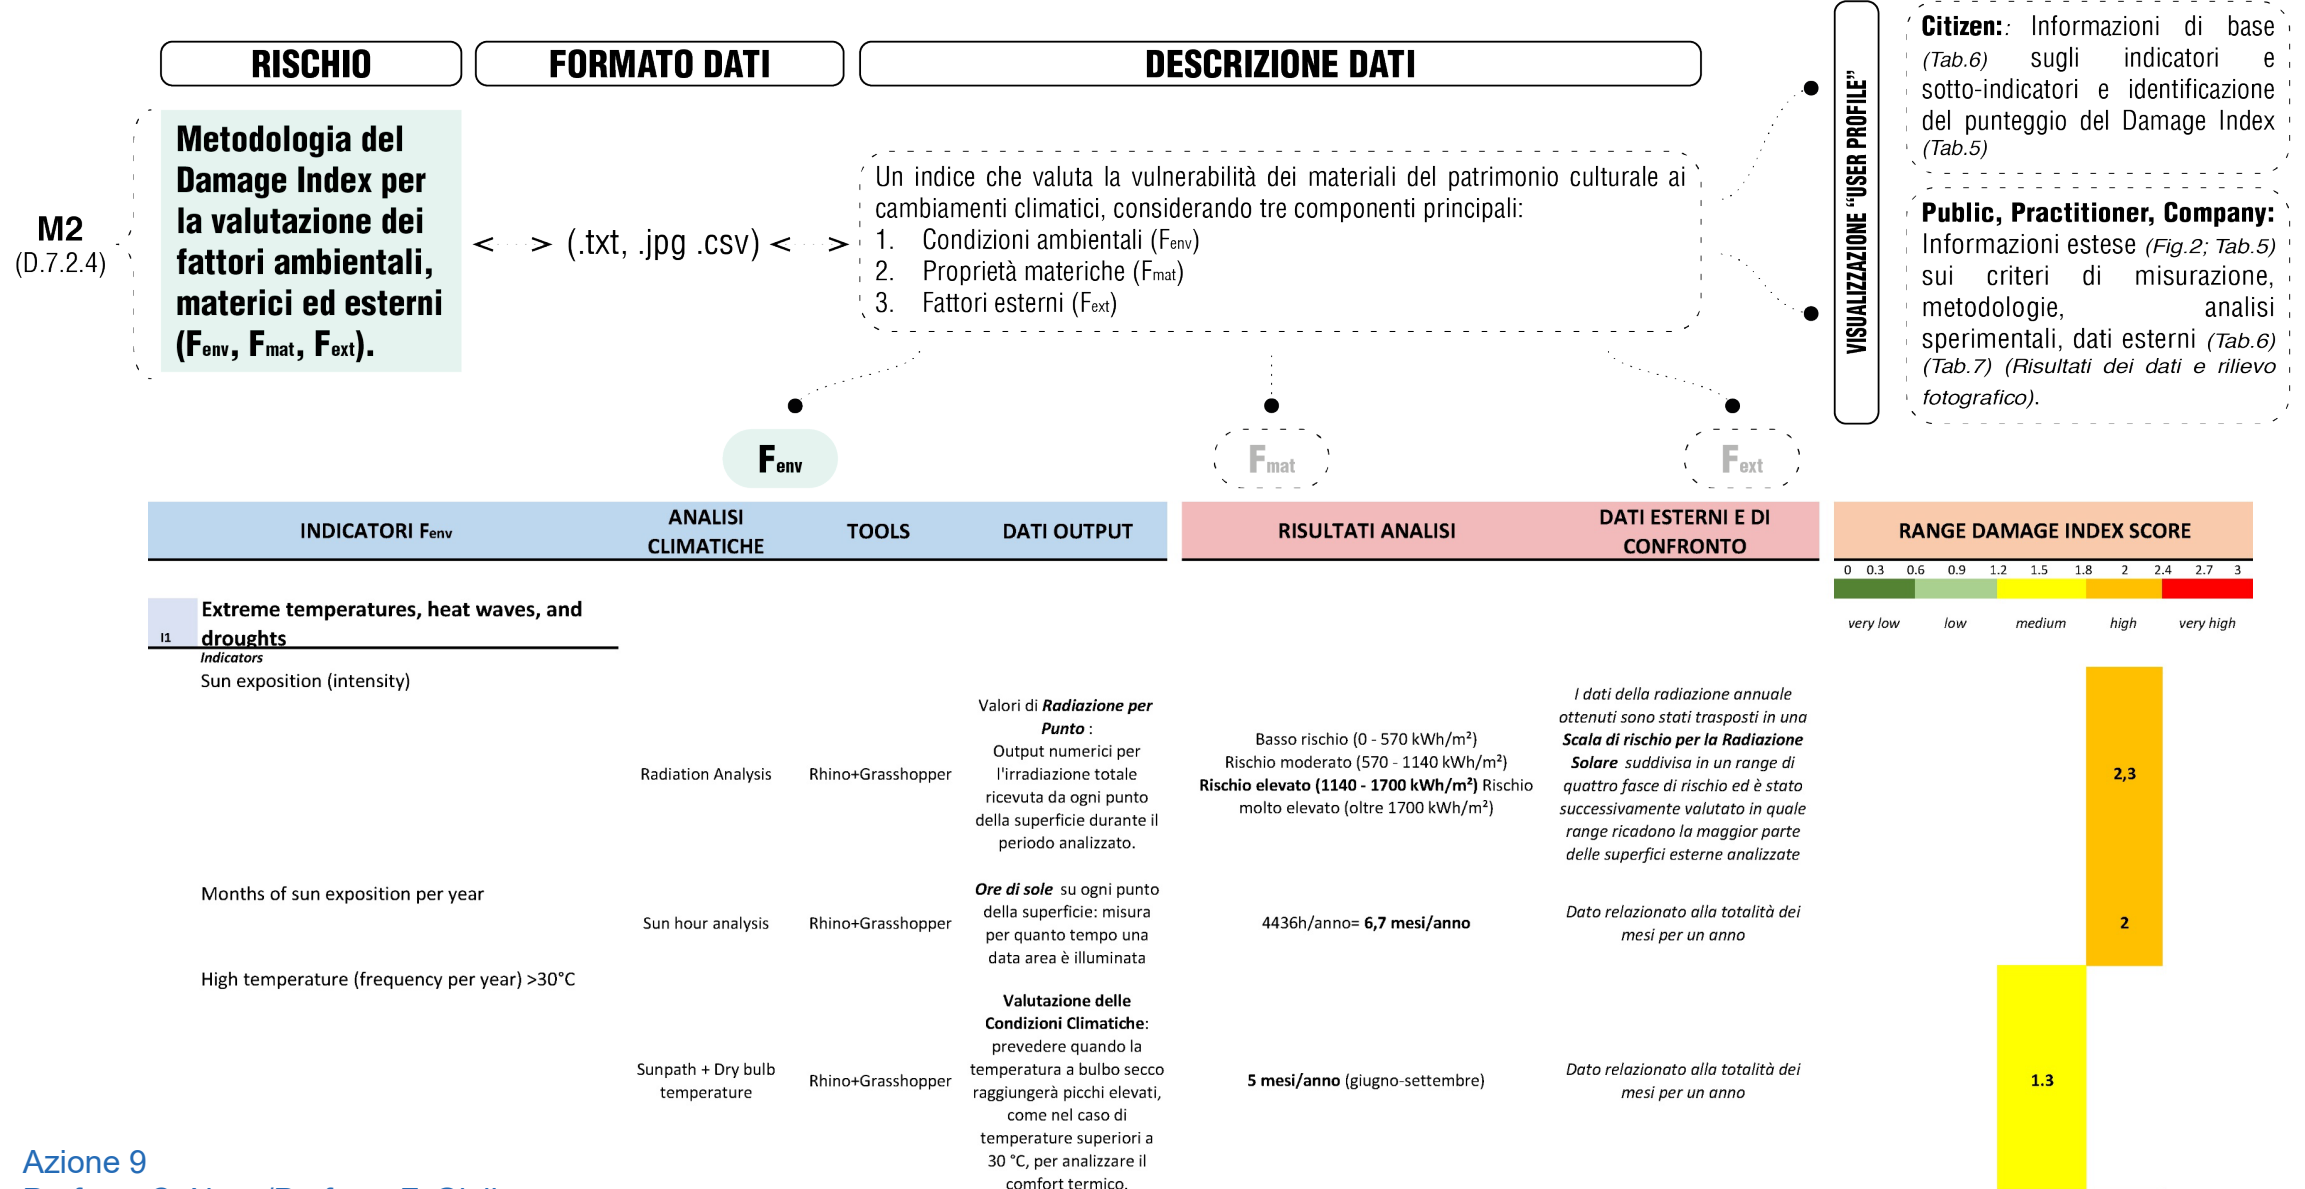 RISCHIO
FORMATO DATI
DESCRIZIONE DATI
M2
(D.7.2.4)
Metodologia del
Damage Index per
la valutazione dei
fattori ambientali,
materici ed esterni
(Fenv, Fmat, Fext).
(.txt, .jpg .csv)
Un indice che valuta la vulnerabilità dei materiali del patrimonio culturale ai
cambiamenti climatici, considerando tre componenti principali:
1. Condizioni ambientali (Fenv)
2. Proprietà materiche (Fmat)
3. Fattori esterni (Fext)
VISUALIZZAZIONE “USER PROFILE”
Citizen:: Informazioni di base
(Tab.6) sugli indicatori e
sotto-indicatori e identificazione
del punteggio del Damage Index
(Tab.5)
Public, Practitioner, Company:
Informazioni estese (Fig.2; Tab.5)
sui criteri di misurazione,
metodologie, analisi
sperimentali, dati esterni (Tab.6)
(Tab.7) (Risultati dei dati e rilievo
fotografico).
Fenv
Fmat
Fext
INDICATORI Fenv
ANALISI
CLIMATICHE
TOOLS
DATI OUTPUT
RISULTATI ANALISI
DATI ESTERNI E DI
CONFRONTO
RANGE DAMAGE INDEX SCORE
0 0.3 0.6 0.9 1.2 1.5 1.8 2 2.4 2.7 3
very low low medium high very high
I1
Extreme temperatures, heat waves, and
droughts
Indicators
Sun exposition (intensity)
Radiation Analysis
Rhino+Grasshopper
Valori di Radiazione per
Punto :
Output numerici per
l'irradiazione totale
ricevuta da ogni punto
della superficie durante il
periodo analizzato.
Basso rischio (0 - 570 kWh/m²)
Rischio moderato (570 - 1140 kWh/m²)
Rischio elevato (1140 - 1700 kWh/m²) Rischio
molto elevato (oltre 1700 kWh/m²)
I dati della radiazione annuale
ottenuti sono stati trasposti in una
Scala di rischio per la Radiazione
Solare suddivisa in un range di
quattro fasce di rischio ed è stato
successivamente valutato in quale
range ricadono la maggior parte
delle superfici esterne analizzate
2,3
Months of sun exposition per year
Sun hour analysis
Rhino+Grasshopper
Ore di sole su ogni punto
della superficie: misura
per quanto tempo una
data area è illuminata
4436h/anno= 6,7 mesi/anno
Dato relazionato alla totalità dei
mesi per un anno
2
High temperature (frequency per year) >30°C
Sunpath + Dry bulb
temperature
Rhino+Grasshopper
Valutazione delle
Condizioni Climatiche:
prevedere quando la
temperatura a bulbo secco
raggiungerà picchi elevati,
come nel caso di
temperature superiori a
30 °C, per analizzare il
comfort termico.
5 mesi/anno (giugno-settembre)
Dato relazionato alla totalità dei
mesi per un anno
1.3
Azione 9